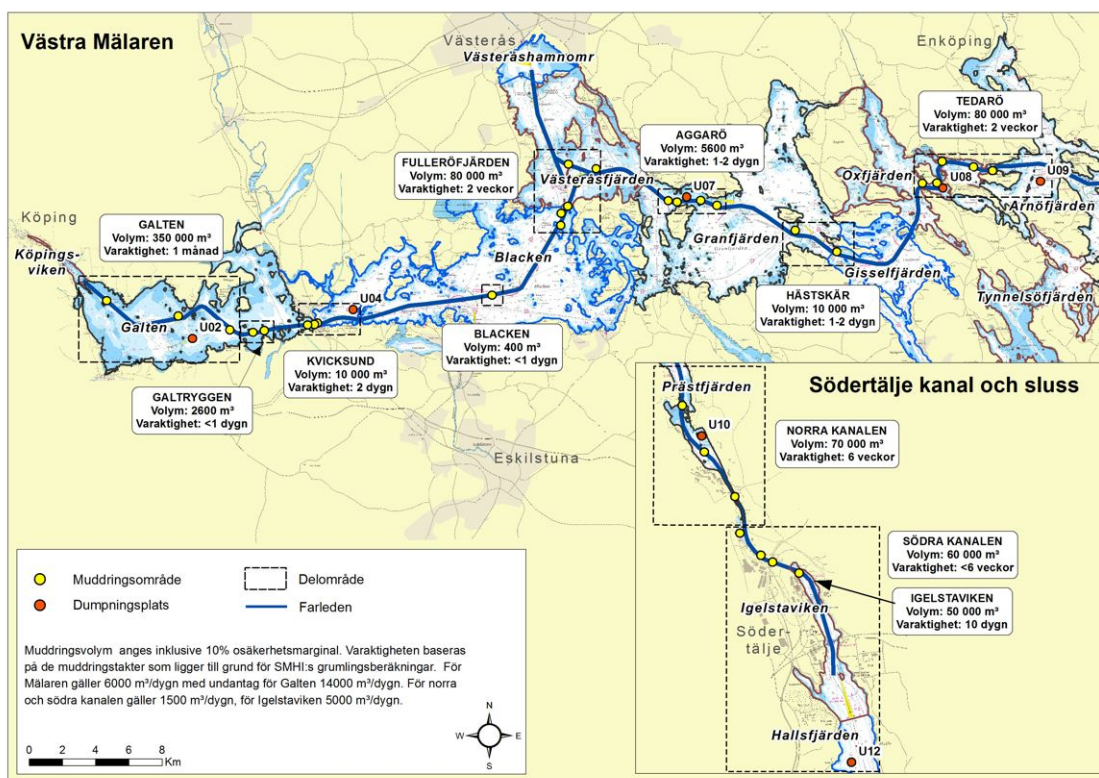 Västra Mälaren
Västerås
Västeråshamnomr
Enköping
TEDARÖ
Volym: 80 000 m³
Varaktighet: 2 veckor
AGGARÖ
Volym: 5600 m³
Varaktighet: 1-2 dygn
FULLERÖFJÄRDEN
Volym: 80 000 m³
Varaktighet: 2 veckor
Västeråsfjärden
U07
Oxfjärden
U08
U09
Arnöfjärden
Köping
Köpings-
viken
GALTEN
Volym: 350 000 m³
Varaktighet: 1 månad
Granfjärden
Blacken
Gisselfjärden
Tynnelsöfjärden
Galten
U02
U04
HÄSTSKÄR
Volym: 10 000 m³
Varaktighet: 1-2 dygn
BLACKEN
Volym: 400 m³
Varaktighet: <1 dygn
KVICKSUND
Volym: 10 000 m³
Varaktighet: 2 dygn
GALTRYGGEN
Volym: 2600 m³
Varaktighet: <1 dygn
Eskilstuna
Södertälje kanal och sluss
Prästfjärden
U10
NORRA KANALEN
Volym: 70 000 m³
Varaktighet: 6 veckor
SÖDRA KANALEN
Volym: 60 000 m³
Varaktighet: <6 veckor
IGELSTAVIKEN
Volym: 50 000 m³
Varaktighet: 10 dygn
Igelstaviken
Söder-
tälje
Hallsfjärden
U12
Muddringsområde
Delområde
Dumpningsplats
Farleden
Muddringsvolym anges inklusive 10% osäkerhetsmarginal. Varaktigheten baseras
på de muddringstakter som ligger till grund för SMHI:s grumlingsberäkningar. För
Mälaren gäller 6000 m³/dygn med undantag för Galten 14000 m³/dygn. För norra
och södra kanalen gäller 1500 m³/dygn, för Igelstaviken 5000 m³/dygn.
N
W E
S
0 2 4 6 8
Km